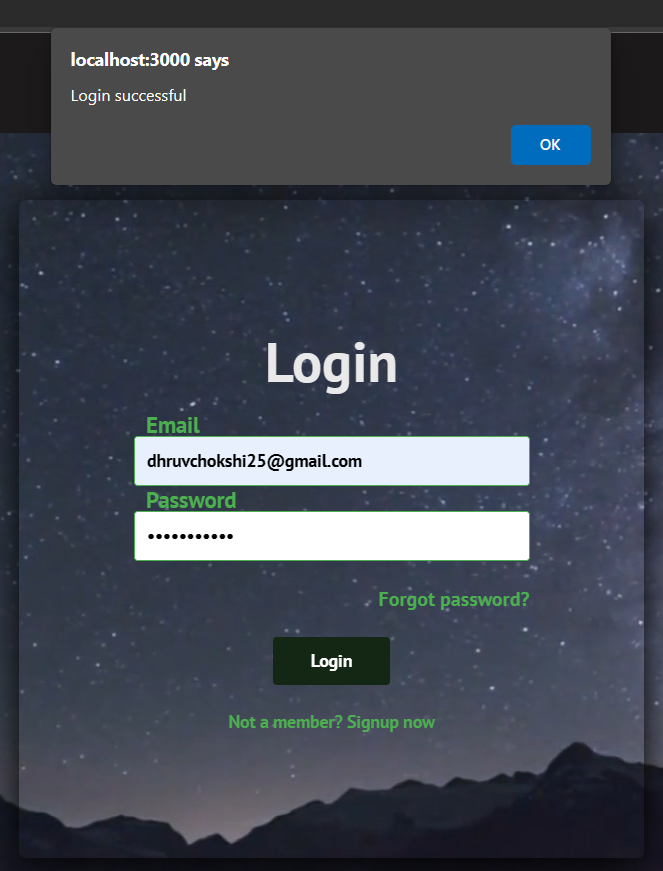 localhost:3000 says
Login successful
OK
Login
Email
dhruvchokshi25@gmail.com
Password
•••••••••••
Forgot password?
Login
Not a member? Signup now